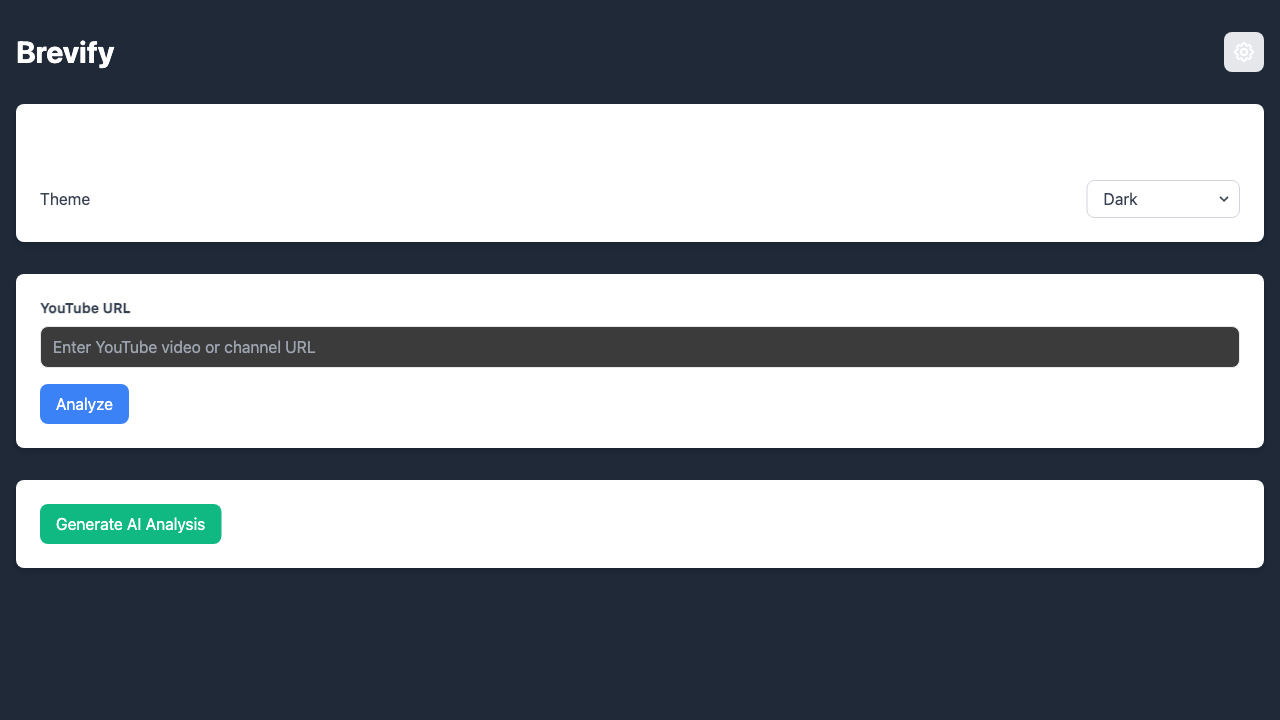 Brevify
Theme
Dark
YouTube URL
Enter YouTube video or channel URL
Analyze
Generate AI Analysis